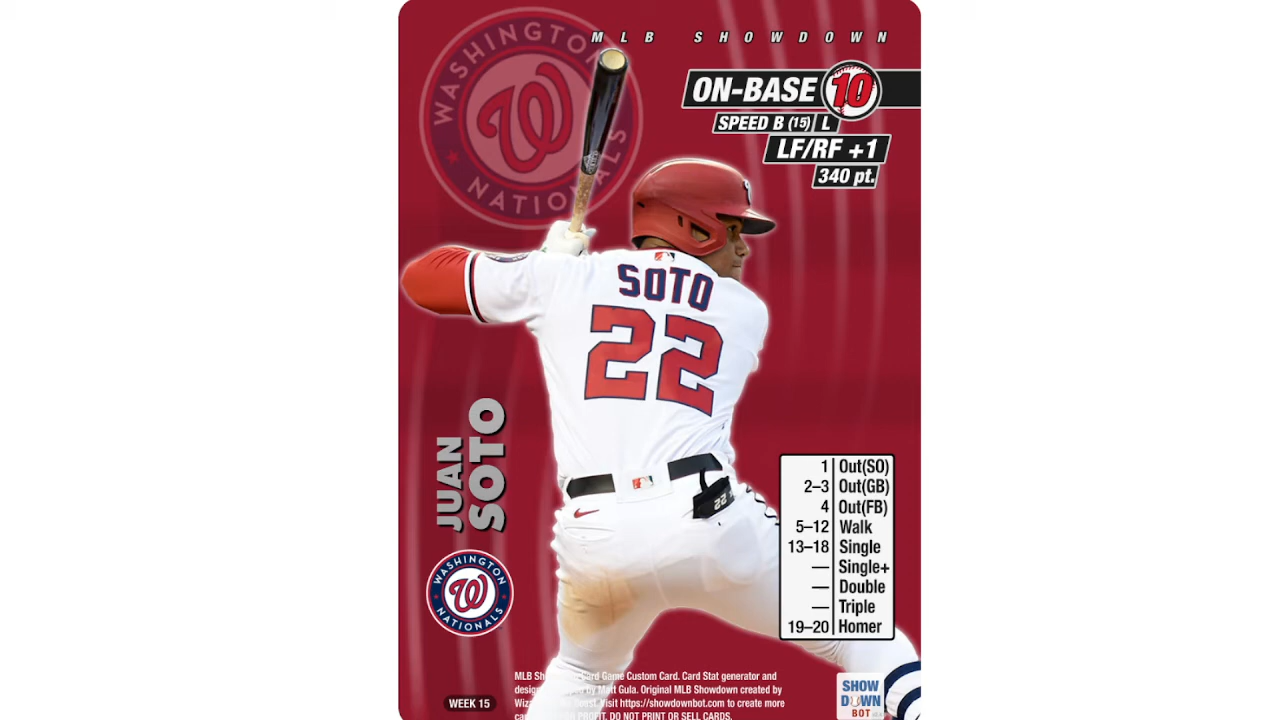 MLB SHOWDOWN
WASHINGTON
NATIONALS
ON-BASE 10
SPEED B (15) L
LF/RF +1
340 pt.
SOTO
22
JUAN
SOTO
1 Out(SO)
2–3 Out(GB)
4 Out(FB)
5–12 Walk
13–18 Single
— Single+
— Double
— Triple
19–20 Homer
22
WASHINGTON
W
NATIONALS
MLB Card Game Custom Card. Card Stat generator and
by Matt Gula. Original MLB Showdown created by
https://showdownbot.com to create more
PROFIT. DO NOT PRINT OR SELL CARDS.
WEEK 15
SHOW
DOWN
BOT